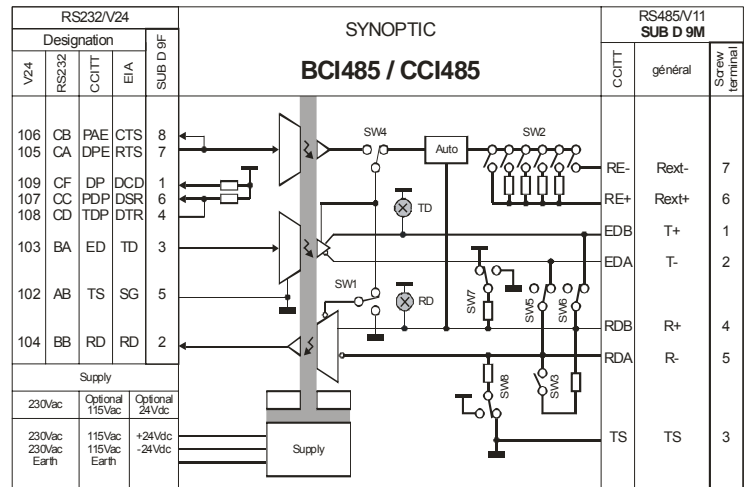 RS232/V24
Designation
V24 RS232 CCITT EIA SUB D 9F
SYNOPTIC
BCI485 / CCI485
RS485/V11
SUB D 9M
CCITT général Screw terminal
106 CB PAE CTS 8
105 CA DPE RTS 7
109 CF DP DCD 1
107 CC PDP DSR 6
108 CD TDP DTR 4
103 BA ED TD 3
102 AB TS SG 5
104 BB RD RD 2
SW4
Auto
SW2
TD
SW1
RD
SW7
SW5
SW6
SW8
SW3
RE- Rext- 7
RE+ Rext+ 6
EDB T+ 1
EDA T- 2
RDB R+ 4
RDA R- 5
TS TS 3
Supply
230Vac Optional 115Vac Optional 24Vdc
230Vac 115Vac +24Vdc
230Vac 115Vac -24Vdc
Earth Earth
Supply